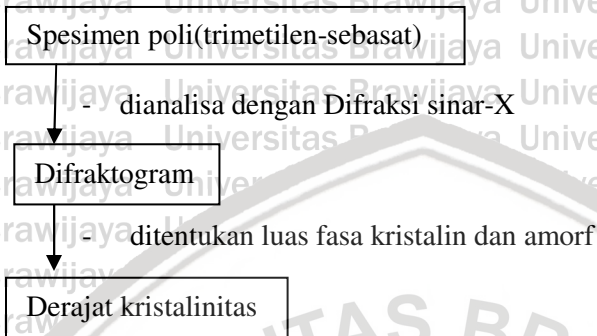 Spesimen poli(trimetilen-sebasat)
- dianalisa dengan Difraksi sinar-X
Difraktogram
- ditentukan luas fasa kristalin dan amorf
Derajat kristalinitas